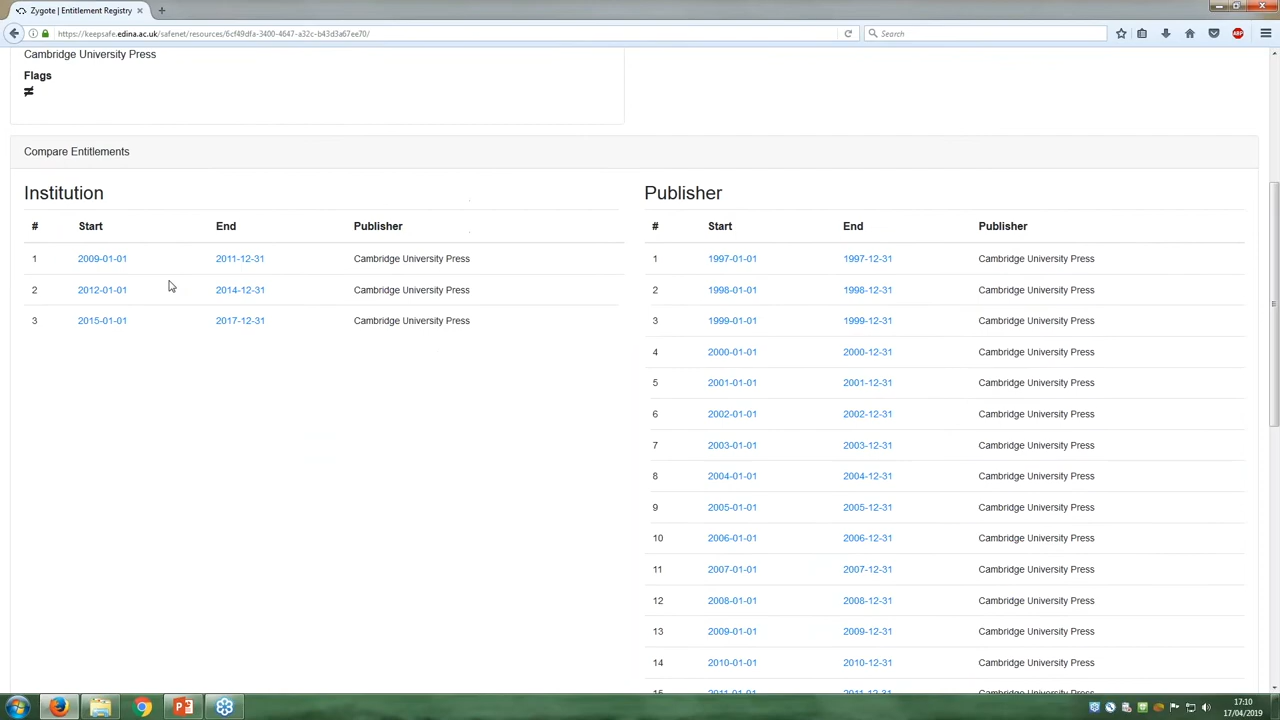 Zygote | Entitlement Registry
https://keepsafe.edina.ac.uk/safenet/resources/6cf49dfa-3400-4647-a32c-b43d3a67ee70/
Search
Cambridge University Press
Flags
≠
Compare Entitlements
Institution
# Start End Publisher
1 2009-01-01 2011-12-31 Cambridge University Press
2 2012-01-01 2014-12-31 Cambridge University Press
3 2015-01-01 2017-12-31 Cambridge University Press
Publisher
# Start End Publisher
1 1997-01-01 1997-12-31 Cambridge University Press
2 1998-01-01 1998-12-31 Cambridge University Press
3 1999-01-01 1999-12-31 Cambridge University Press
4 2000-01-01 2000-12-31 Cambridge University Press
5 2001-01-01 2001-12-31 Cambridge University Press
6 2002-01-01 2002-12-31 Cambridge University Press
7 2003-01-01 2003-12-31 Cambridge University Press
8 2004-01-01 2004-12-31 Cambridge University Press
9 2005-01-01 2005-12-31 Cambridge University Press
10 2006-01-01 2006-12-31 Cambridge University Press
11 2007-01-01 2007-12-31 Cambridge University Press
12 2008-01-01 2008-12-31 Cambridge University Press
13 2009-01-01 2009-12-31 Cambridge University Press
14 2010-01-01 2010-12-31 Cambridge University Press
15 2011-01-01 2011-12-31 Cambridge University Press
17:10
17/04/2019